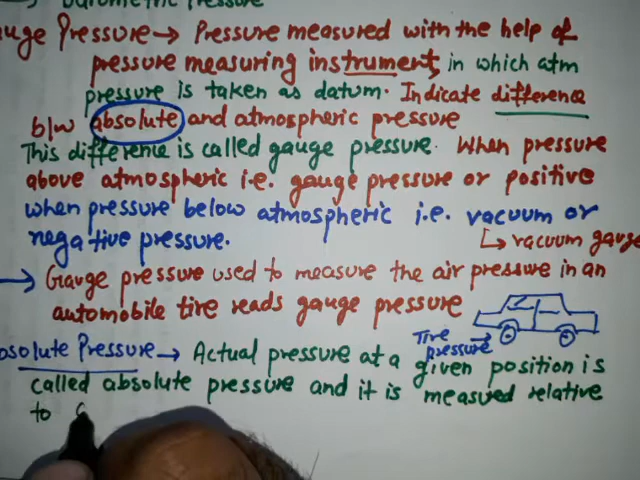 Barometric Pressure
auge Pressure → Pressure measured with the help of
pressure measuring instrument, in which atm
pressure is taken as datum. Indicate difference
b/w absolute and atmospheric pressure
This difference is called gauge pressure. When pressure
above atmospheric i.e. gauge pressure or positive
when pressure below atmospheric i.e. vacuum or
negative pressure.
↳ vacuum gauge
→ Gauge pressure used to measure the air pressure in an
automobile tire reads gauge pressure
Tire
pressure →
bsolute Pressure → Actual pressure at a given position is
called absolute pressure and it is measured relative
to